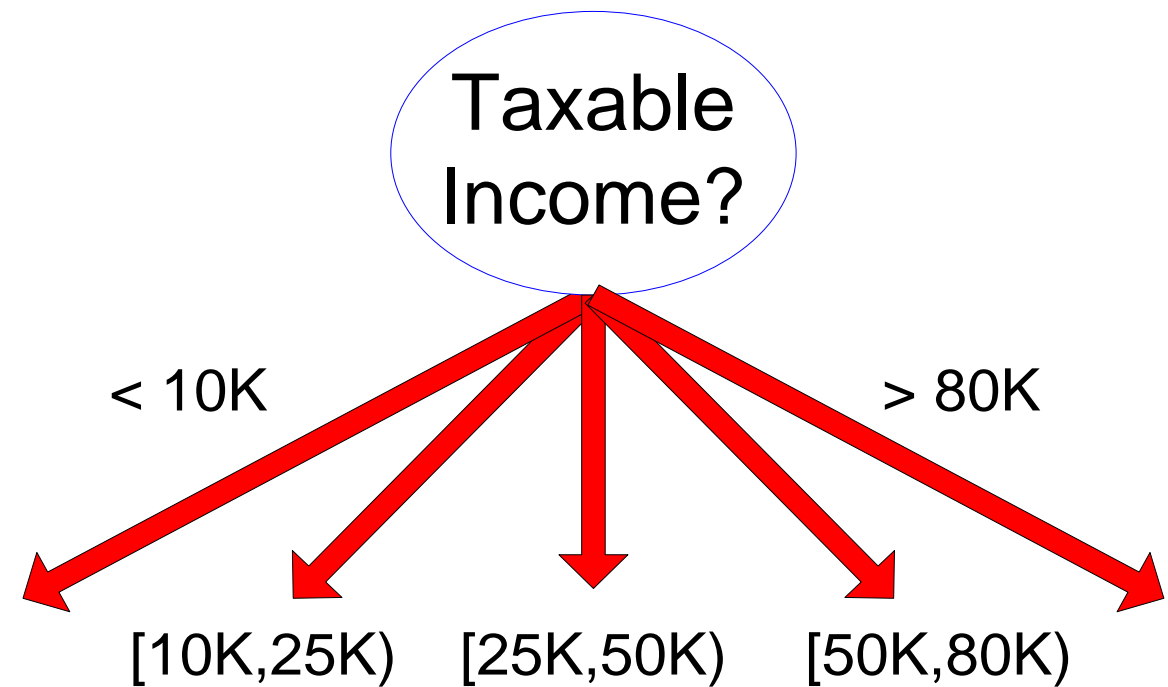 Taxable
Income?
< 10K
> 80K
[10K,25K)
[25K,50K)
[50K,80K)